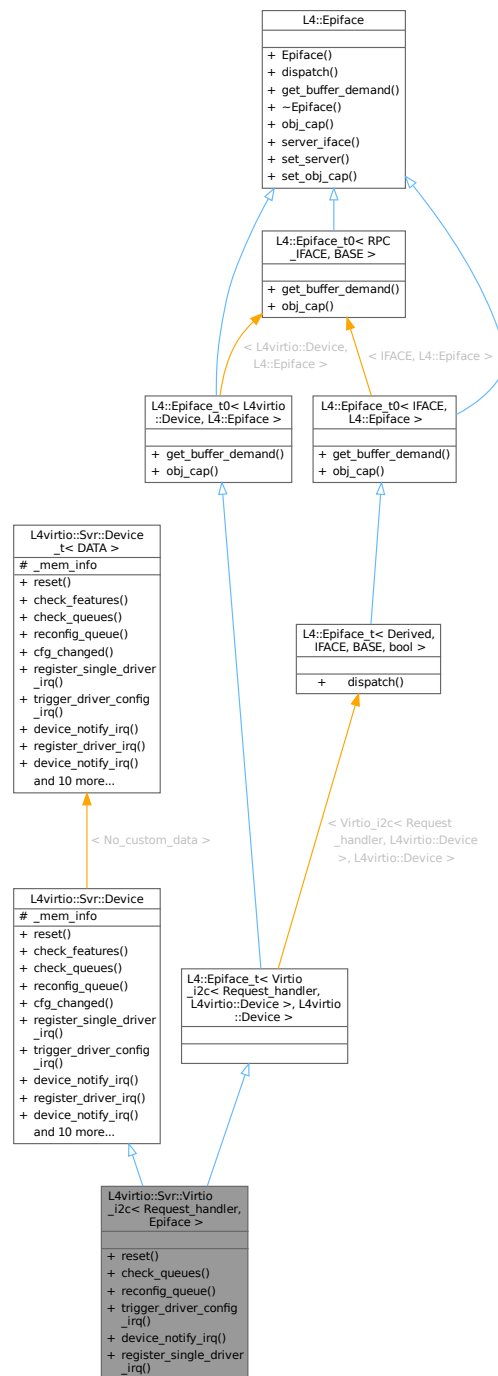 L4::Epiface
+ Epiface()
+ dispatch()
+ get_buffer_demand()
+ ~Epiface()
+ obj_cap()
+ server_iface()
+ set_server()
+ set_obj_cap()
L4::Epiface_t0< RPC
_IFACE, BASE >
+ get_buffer_demand()
+ obj_cap()
< L4virtio::Device,
L4::Epiface >
< IFACE, L4::Epiface >
L4::Epiface_t0< L4virtio
::Device, L4::Epiface >
+ get_buffer_demand()
+ obj_cap()
L4::Epiface_t0< IFACE,
L4::Epiface >
+ get_buffer_demand()
+ obj_cap()
L4virtio::Svr::Device
_t< DATA >
# _mem_info
+ reset()
+ check_features()
+ check_queues()
+ reconfig_queue()
+ cfg_changed()
+ register_single_driver
_irq()
+ trigger_driver_config
_irq()
+ device_notify_irq()
+ register_driver_irq()
+ device_notify_irq()
and 10 more...
L4::Epiface_t< Derived,
IFACE, BASE, bool >
+ dispatch()
< No_custom_data >
< Virtio_i2c< Request
_handler, L4virtio::Device
>, L4virtio::Device >
L4virtio::Svr::Device
# _mem_info
+ reset()
+ check_features()
+ check_queues()
+ reconfig_queue()
+ cfg_changed()
+ register_single_driver
_irq()
+ trigger_driver_config
_irq()
+ device_notify_irq()
+ register_driver_irq()
+ device_notify_irq()
and 10 more...
L4::Epiface_t< Virtio
_i2c< Request_handler,
L4virtio::Device >, L4virtio
::Device >
L4virtio::Svr::Virtio
_i2c< Request_handler,
Epiface >
+ reset()
+ check_queues()
+ reconfig_queue()
+ trigger_driver_config
_irq()
+ device_notify_irq()
+ register_single_driver
_irq()